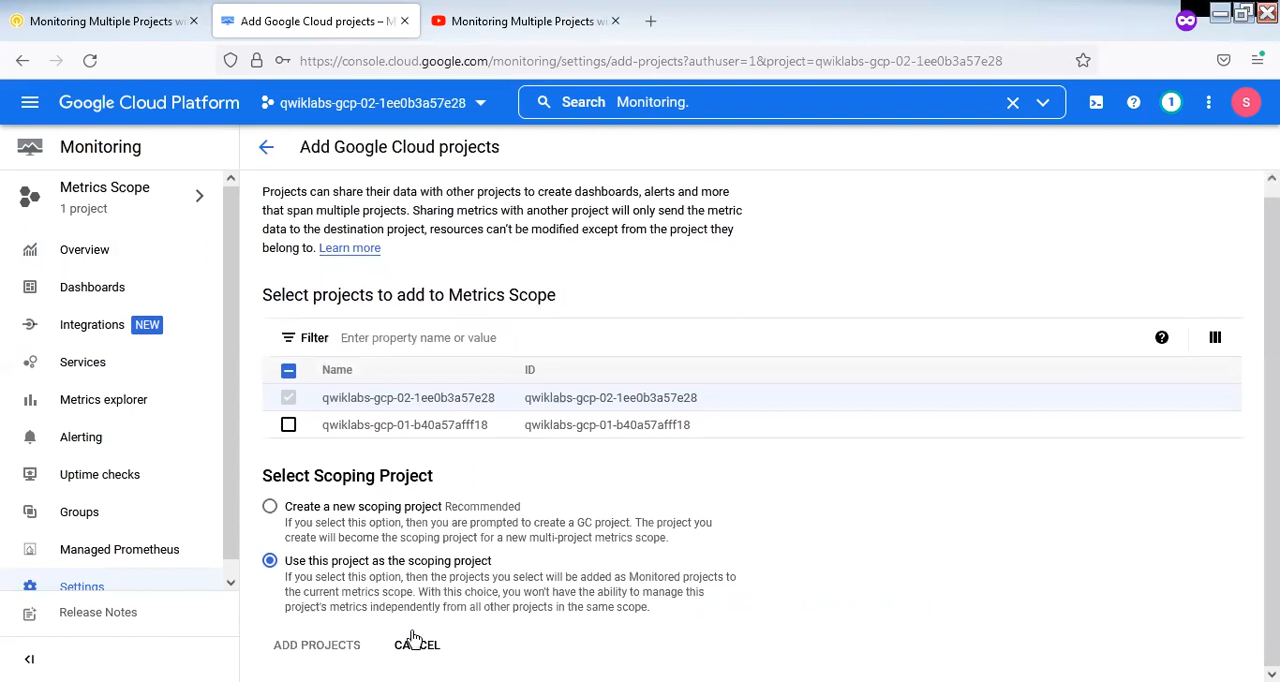 Monitoring Multiple Projects w
Add Google Cloud projects – M
Monitoring Multiple Projects w
https://console.cloud.google.com/monitoring/settings/add-projects?authuser=1&project=qwiklabs-gcp-02-1ee0b3a57e28
Google Cloud Platform
qwiklabs-gcp-02-1ee0b3a57e28
Search Monitoring.
1
S
Monitoring
Add Google Cloud projects
Metrics Scope
1 project
Overview
Dashboards
Integrations NEW
Services
Metrics explorer
Alerting
Uptime checks
Groups
Managed Prometheus
Settings
Release Notes
Projects can share their data with other projects to create dashboards, alerts and more
that span multiple projects. Sharing metrics with another project will only send the metric
data to the destination project, resources can't be modified except from the project they
belong to. Learn more
Select projects to add to Metrics Scope
Filter Enter property name or value
Name ID
qwiklabs-gcp-02-1ee0b3a57e28 qwiklabs-gcp-02-1ee0b3a57e28
qwiklabs-gcp-01-b40a57afff18 qwiklabs-gcp-01-b40a57afff18
Select Scoping Project
Create a new scoping project Recommended
If you select this option, then you are prompted to create a GC project. The project you
create will become the scoping project for a new multi-project metrics scope.
Use this project as the scoping project
If you select this option, then the projects you select will be added as Monitored projects to
the current metrics scope. With this choice, you won't have the ability to manage this
project's metrics independently from all other projects in the same scope.
ADD PROJECTS CANCEL